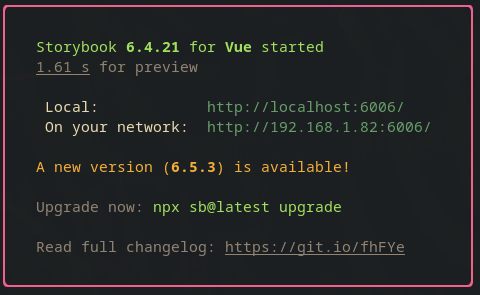 Storybook 6.4.21 for Vue started
1.61 s for preview
Local: http://localhost:6006/
On your network: http://192.168.1.82:6006/
A new version (6.5.3) is available!
Upgrade now: npx sb@latest upgrade
Read full changelog: https://git.io/fhFYe